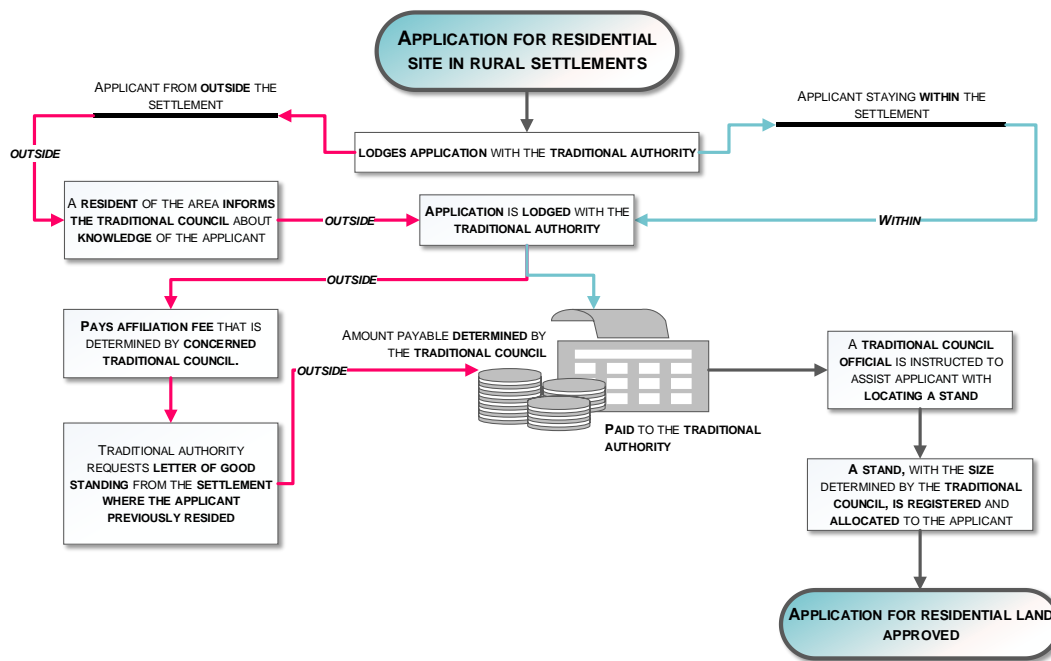 APPLICATION FOR RESIDENTIAL
SITE IN RURAL SETTLEMENTS
APPLICANT FROM OUTSIDE THE
SETTLEMENT
APPLICANT STAYING WITHIN THE
SETTLEMENT
OUTSIDE
LODGES APPLICATION WITH THE TRADITIONAL AUTHORITY
A RESIDENT OF THE AREA INFORMS
THE TRADITIONAL COUNCIL ABOUT
KNOWLEDGE OF THE APPLICANT
OUTSIDE
APPLICATION IS LODGED WITH THE
TRADITIONAL AUTHORITY
WITHIN
OUTSIDE
PAYS AFFILIATION FEE THAT IS
DETERMINED BY CONCERNED
TRADITIONAL COUNCIL.
AMOUNT PAYABLE DETERMINED BY
THE TRADITIONAL COUNCIL
OUTSIDE
PAID TO THE TRADITIONAL
AUTHORITY
A TRADITIONAL COUNCIL
OFFICIAL IS INSTRUCTED TO
ASSIST APPLICANT WITH
LOCATING A STAND
TRADITIONAL AUTHORITY
REQUESTS LETTER OF GOOD
STANDING FROM THE SETTLEMENT
WHERE THE APPLICANT
PREVIOUSLY RESIDED
A STAND, WITH THE SIZE
DETERMINED BY THE TRADITIONAL
COUNCIL, IS REGISTERED AND
ALLOCATED TO THE APPLICANT
APPLICATION FOR RESIDENTIAL LAND
APPROVED